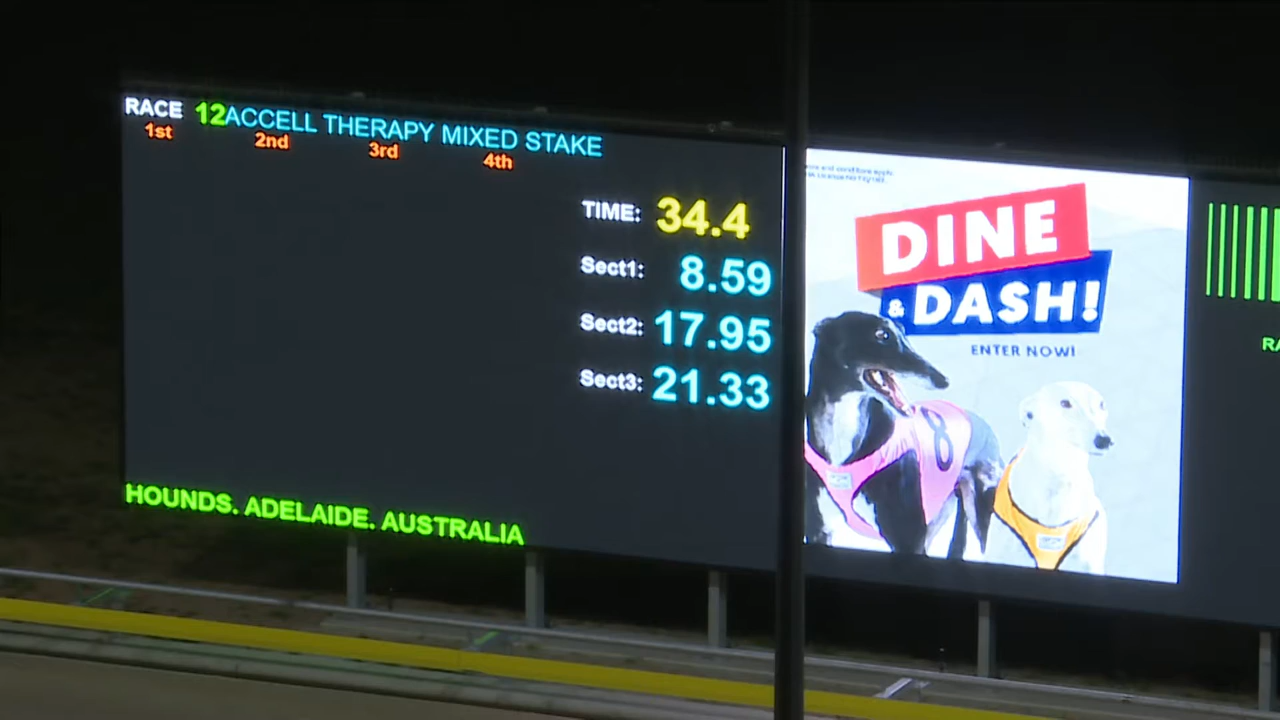 RACE 12ACCELL THERAPY MIXED STAKE
1st 2nd 3rd 4th
TIME: 34.4
Sect1: 8.59
Sect2: 17.95
Sect3: 21.33
HOUNDS. ADELAIDE. AUSTRALIA
DINE
& DASH!
ENTER NOW!
8